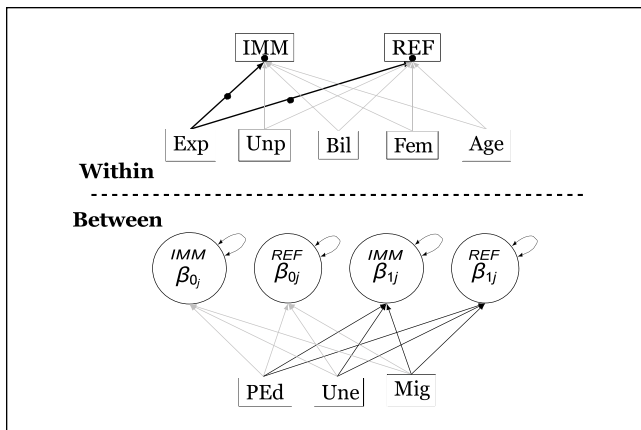 IMM REF
Exp Unp Bil Fem Age
Within
Between
IMM REF IMM REF
β0j β0j β1j β1j
PEd Une Mig